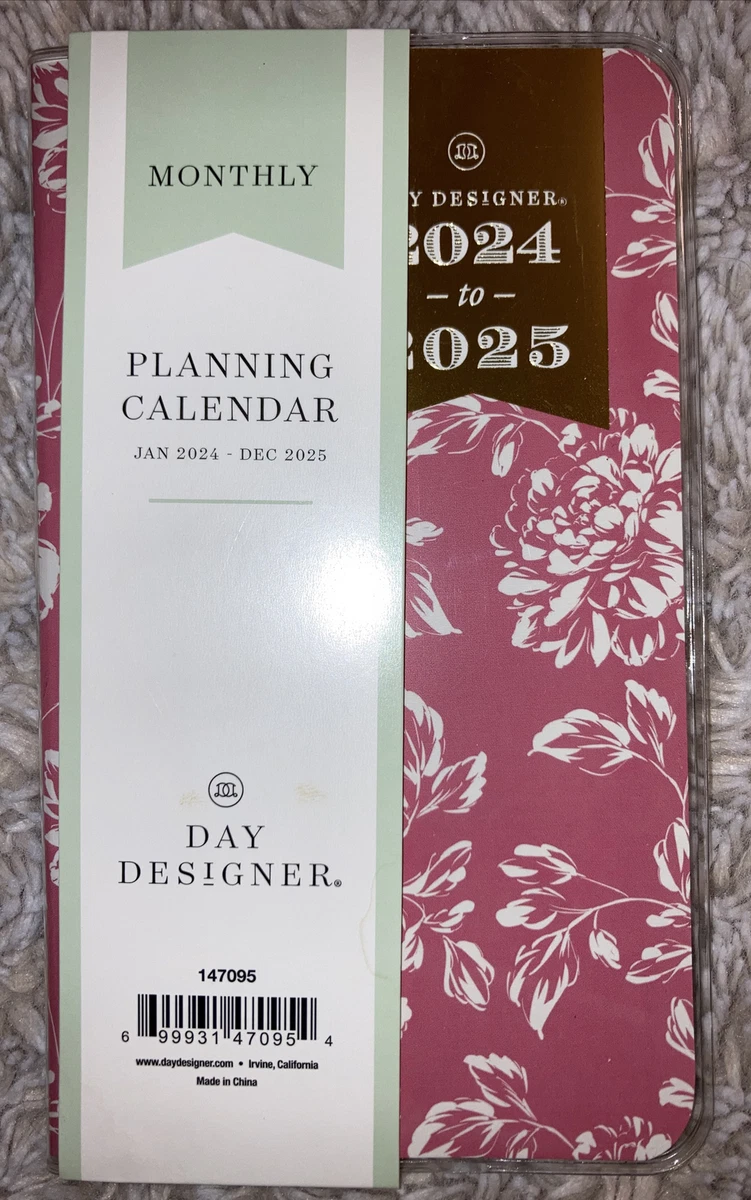 MONTHLY
PLANNING
CALENDAR
JAN 2024 - DEC 2025
DAY
DESIGNER®
147095
6 99931 47095 4
www.daydesigner.com • Irvine, California
Made in China
Y DESIGNER®
2024
– to –
2025